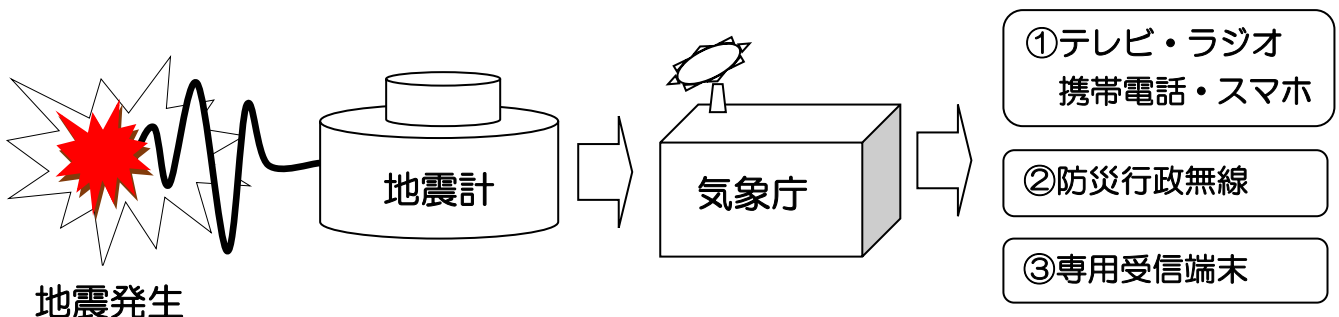 地震発生
地震計
気象庁
①テレビ・ラジオ
携帯電話・スマホ
②防災行政無線
③専用受信端末